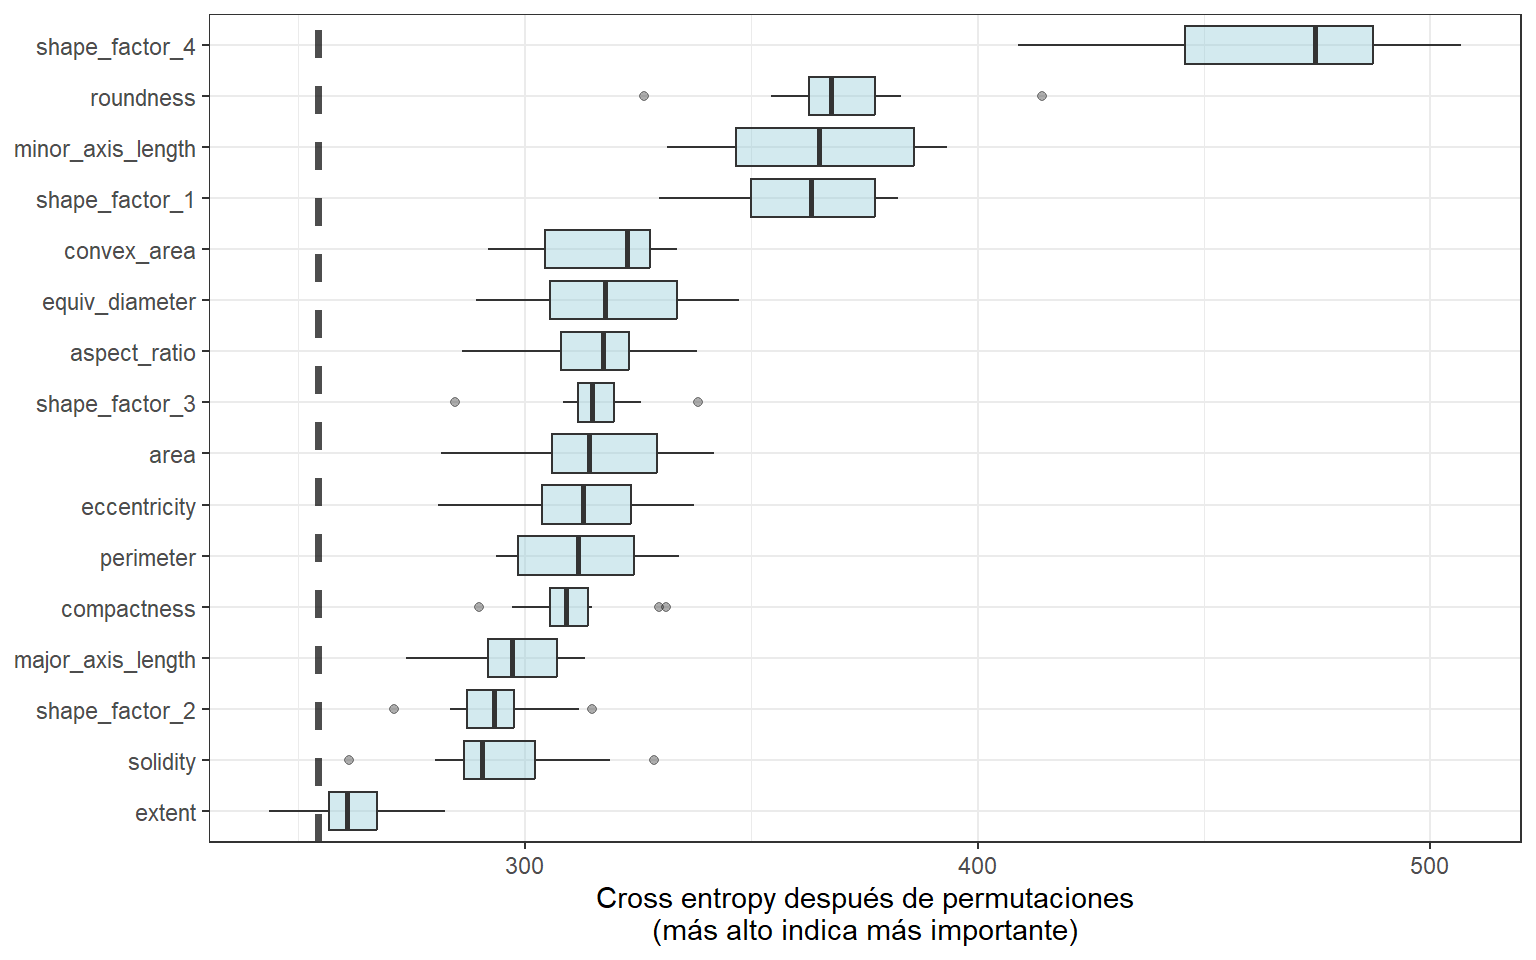 shape_factor_4
roundness
minor_axis_length
shape_factor_1
convex_area
equiv_diameter
aspect_ratio
shape_factor_3
area
eccentricity
perimeter
compactness
major_axis_length
shape_factor_2
solidity
extent
300 400 500
Cross entropy después de permutaciones
(más alto indica más importante)